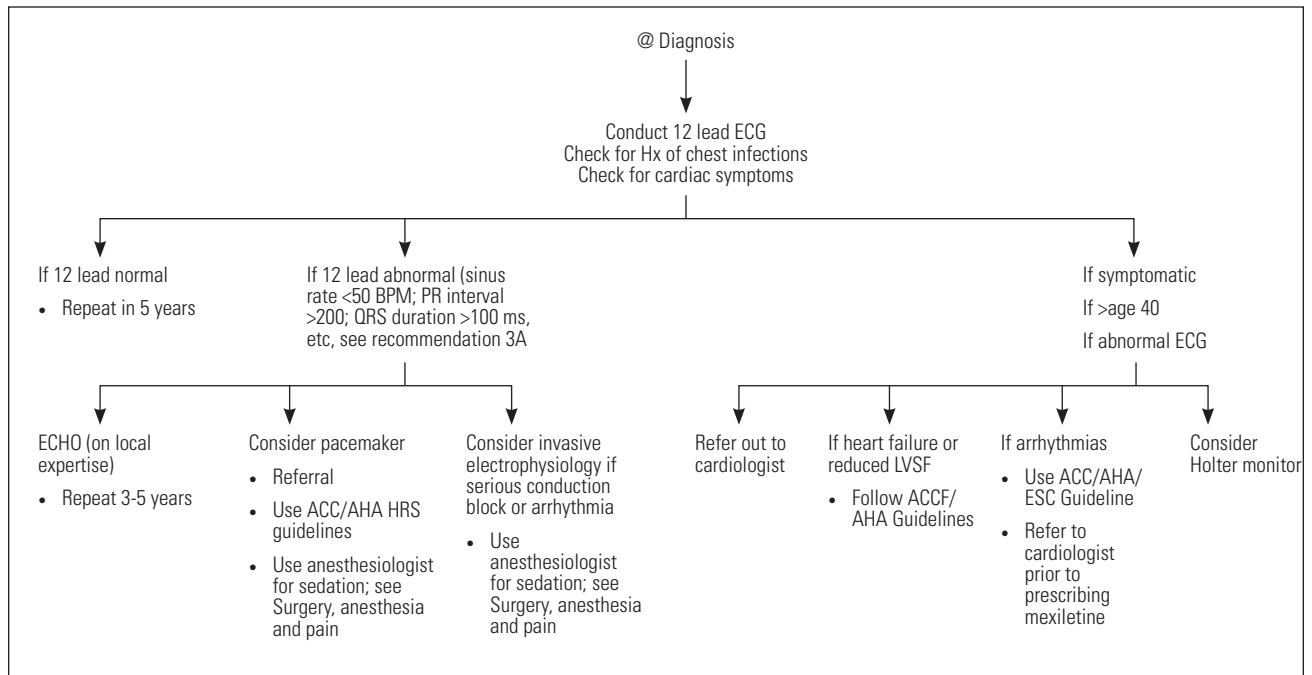 @ Diagnosis
Conduct 12 lead ECG
Check for Hx of chest infections
Check for cardiac symptoms
If 12 lead normal
• Repeat in 5 years
If 12 lead abnormal (sinus
rate <50 BPM; PR interval
>200; QRS duration >100 ms,
etc, see recommendation 3A
If symptomatic
If >age 40
If abnormal ECG
ECHO (on local
expertise)
• Repeat 3-5 years
Consider pacemaker
• Referral
• Use ACC/AHA HRS
guidelines
• Use anesthesiologist
for sedation; see
Surgery, anesthesia
and pain
Consider invasive
electrophysiology if
serious conduction
block or arrhythmia
• Use
anesthesiologist
for sedation; see
Surgery, anesthesia
and pain
Refer out to
cardiologist
If heart failure or
reduced LVSF
• Follow ACCF/
AHA Guidelines
If arrhythmias
• Use ACC/AHA/
ESC Guideline
• Refer to
cardiologist
prior to
prescribing
mexiletine
Consider
Holter monitor